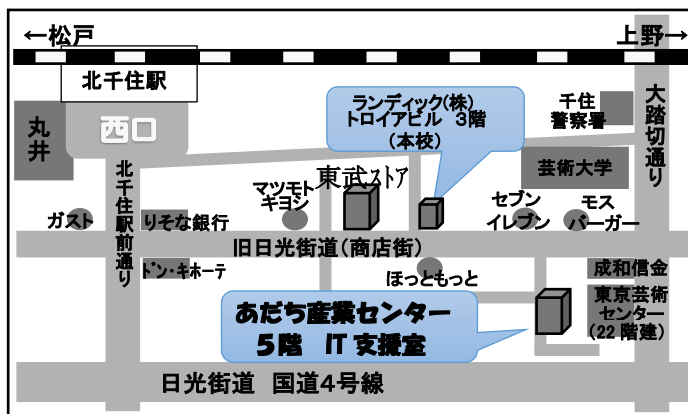 ←松戸
上野→
北千住駅
ランディック(株)
トロイアビル 3階
(本校)
千住
警察署
大踏切通り
丸井
西口
芸術大学
北千住駅前通り
東武ストア
マツモト
キヨシ
セブン
イレブン
モス
バーガー
ガスト
りそな銀行
旧日光街道(商店街)
ドン・キホーテ
ほっともっと
成和信金
あだち産業センター
5階 IT支援室
東京芸術
センター
(22階建)
日光街道 国道4号線